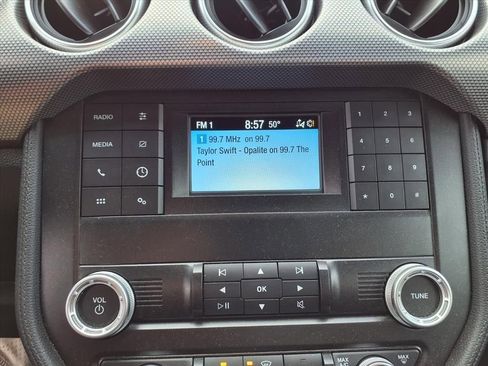 FM 1 8:57 50°
1 99.7 MHz on 99.7
Taylor Swift - Opalite on 99.7 The
Point
RADIO
MEDIA
1 2 3
4 5 6
7 8 9
* 0 #
VOL
OK
TUNE
MAX
A/C
MAX